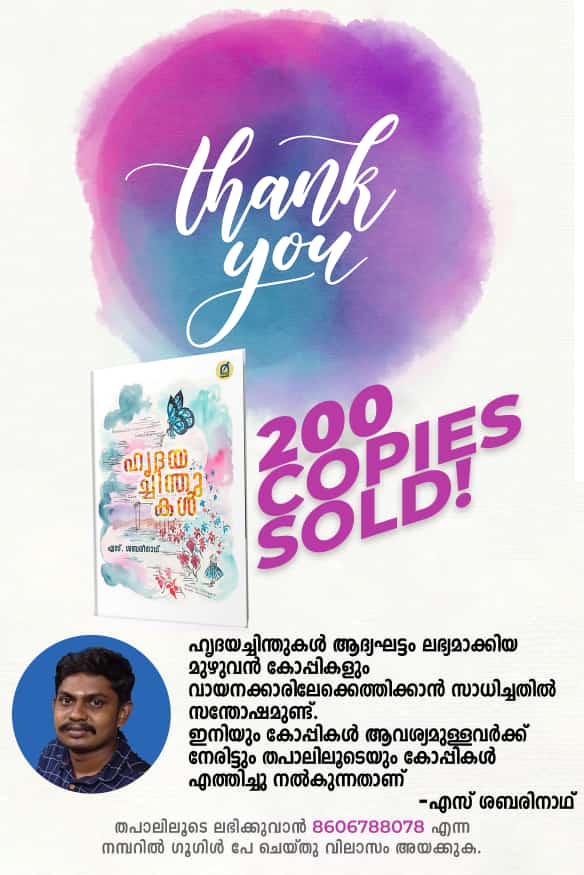 thank
you
200
COPIES
SOLD!
ഹൃദയ
ച്ചിന്തു
കൾ
എസ്. ശബരീനാഥ്
ഹൃദയച്ചിന്തുകൾ ആദ്യഘട്ടം ലഭ്യമാക്കിയ
മുഴുവൻ കോപ്പികളും
വായനക്കാരിലേക്കെത്തിക്കാൻ സാധിച്ചതിൽ
സന്തോഷമുണ്ട്.
ഇനിയും കോപ്പികൾ ആവശ്യമുള്ളവർക്ക്
നേരിട്ടും തപാലിലൂടെയും കോപ്പികൾ
എത്തിച്ചു നൽകുന്നതാണ്
-എസ് ശബരിനാഥ്
തപാലിലൂടെ ലഭിക്കുവാൻ 8606788078 എന്ന
നമ്പറിൽ ഗൂഗിൾ പേ ചെയ്തു വിലാസം അയക്കുക.